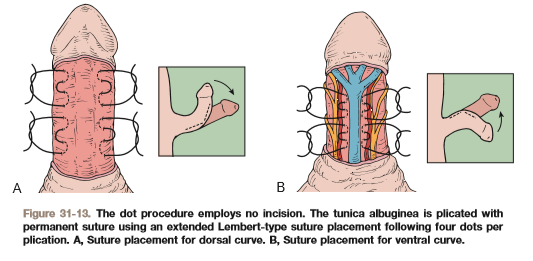 A
B
Figure 31-13. The dot procedure employs no incision. The tunica albuginea is plicated with
permanent suture using an extended Lembert-type suture placement following four dots per
plication. A, Suture placement for dorsal curve. B, Suture placement for ventral curve.